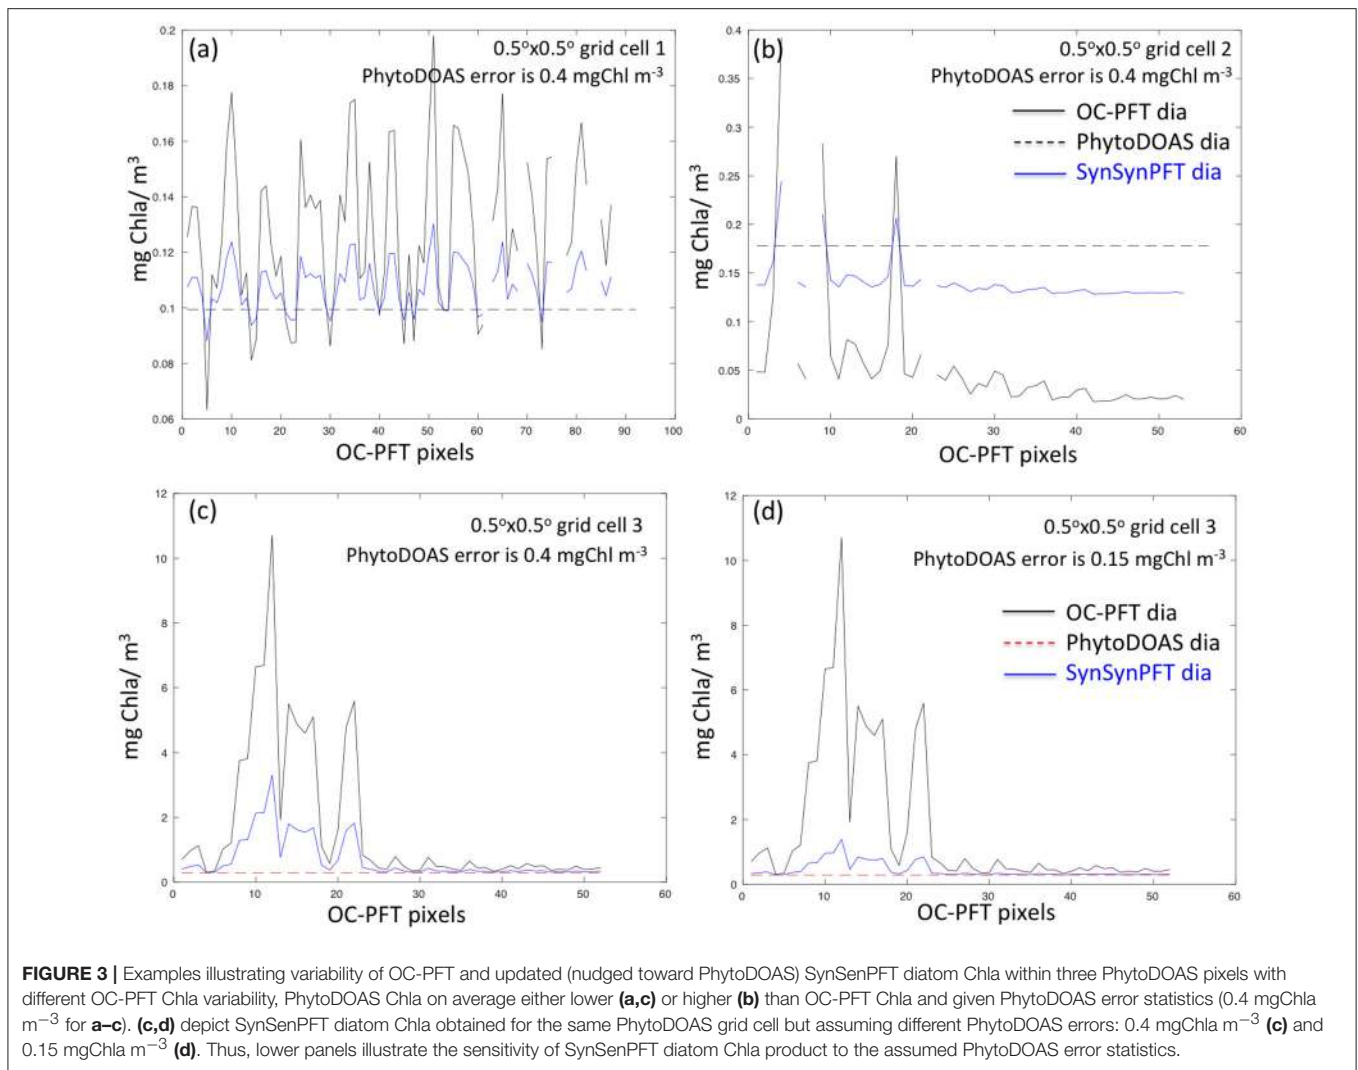 (a)
0.5ox0.5o grid cell 1
PhytoDOAS error is 0.4 mgChl m-3
mg Chla/ m3
0.2
0.18
0.16
0.14
0.12
0.1
0.08
0.06
0 10 20 30 40 50 60 70 80 90 100
OC-PFT pixels
(b)
0.5ox0.5o grid cell 2
PhytoDOAS error is 0.4 mgChl m-3
OC-PFT dia
PhytoDOAS dia
SynSynPFT dia
mg Chla/ m3
0.4
0.35
0.3
0.25
0.2
0.15
0.1
0.05
0
0 10 20 30 40 50 60
OC-PFT pixels
(c)
0.5ox0.5o grid cell 3
PhytoDOAS error is 0.4 mgChl m-3
mg Chla/ m3
12
10
8
6
4
2
0
0 10 20 30 40 50 60
OC-PFT pixels
(d)
0.5ox0.5o grid cell 3
PhytoDOAS error is 0.15 mgChl m-3
OC-PFT dia
PhytoDOAS dia
SynSynPFT dia
mg Chla/ m3
12
10
8
6
4
2
0
0 10 20 30 40 50 60
OC-PFT pixels
FIGURE 3 | Examples illustrating variability of OC-PFT and updated (nudged toward PhytoDOAS) SynSenPFT diatom Chla within three PhytoDOAS pixels with
different OC-PFT Chla variability, PhytoDOAS Chla on average either lower (a,c) or higher (b) than OC-PFT Chla and given PhytoDOAS error statistics (0.4 mgChla
m−3 for a–c). (c,d) depict SynSenPFT diatom Chla obtained for the same PhytoDOAS grid cell but assuming different PhytoDOAS errors: 0.4 mgChla m−3 (c) and
0.15 mgChla m−3 (d). Thus, lower panels illustrate the sensitivity of SynSenPFT diatom Chla product to the assumed PhytoDOAS error statistics.